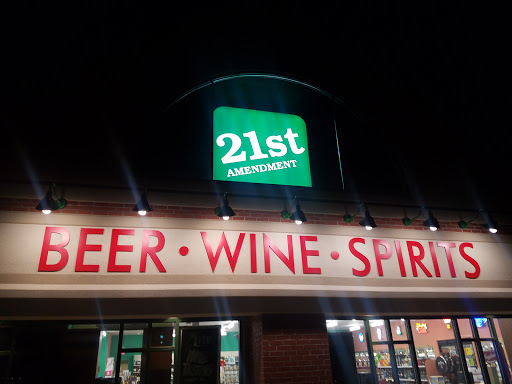 21st
AMENDMENT
BEER • WINE • SPIRITS